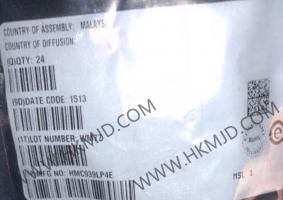 COUNTRY OF ASSEMBLY: MALAYS
COUNTRY OF DIFFUSION:
(Q)QTY: 24
(9D)DATE CODE: 1513
(1T)LOT NUMBER:
MFG NO: HMC939LP4E
MSL 1
WWW.HKMJD.COM
WWW.HKMJD.COM